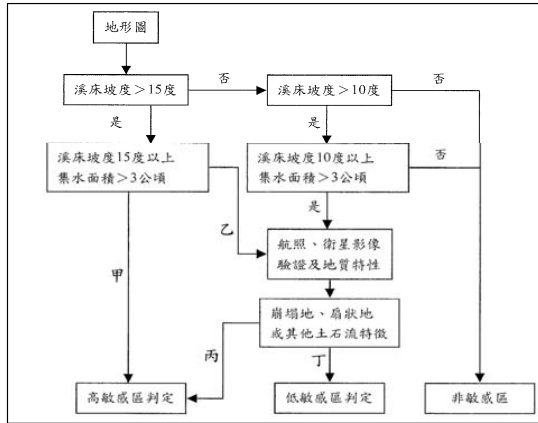 地形圖
溪床坡度＞15度
否
溪床坡度＞10度
否
是
是
溪床坡度15度以上
集水面積＞3公頃
溪床坡度10度以上
集水面積＞3公頃
否
乙
是
航照、衛星影像
驗證及地質特性
甲
崩塌地、扇狀地
或其他土石流特徵
丙
丁
高敏感區判定
低敏感區判定
非敏感區